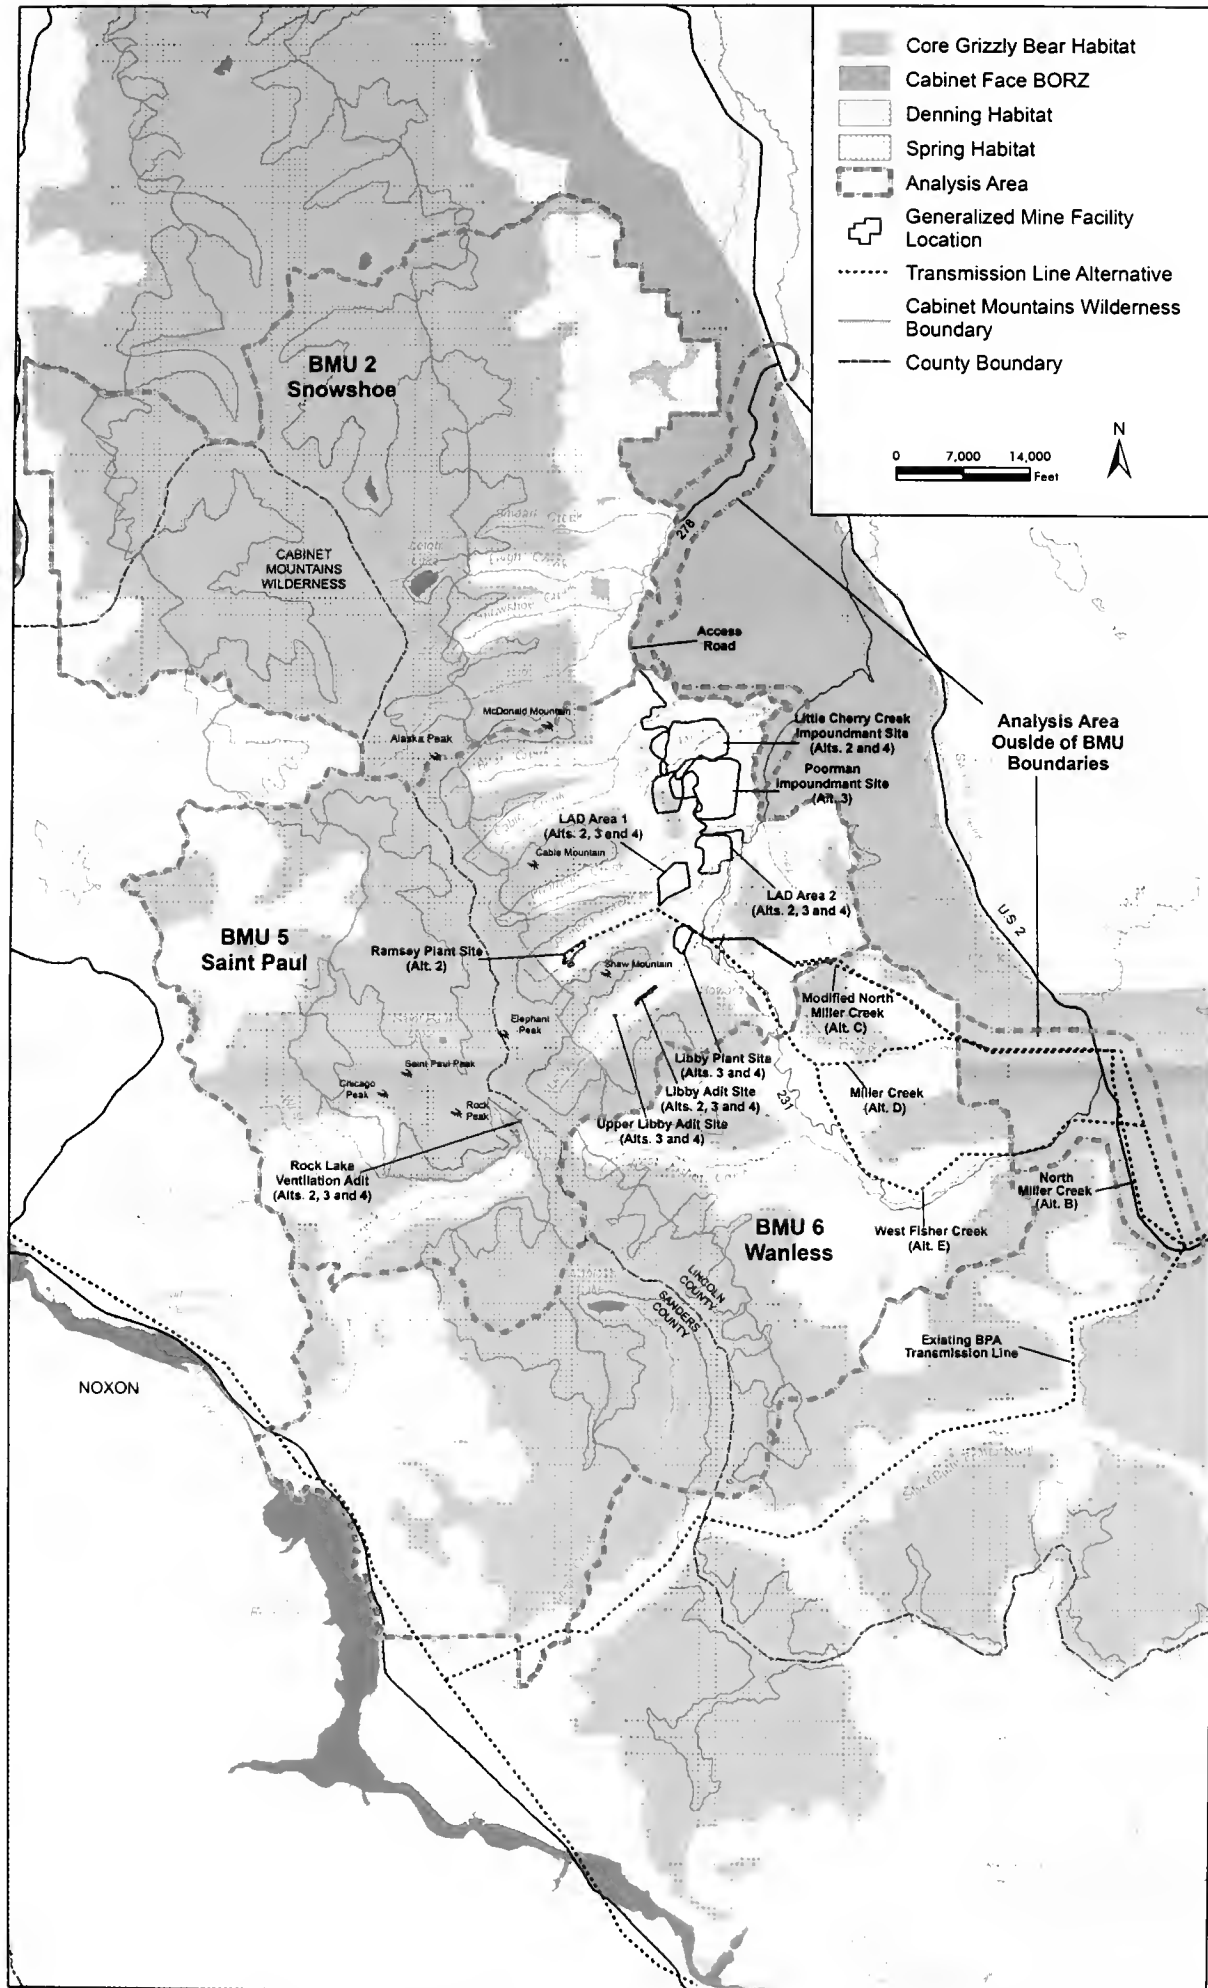 Core Grizzly Bear Habitat
Cabinet Face BORZ
Denning Habitat
Spring Habitat
Analysis Area
Generalized Mine Facility
Location
Transmission Line Alternative
Cabinet Mountains Wilderness
Boundary
County Boundary
N
0 7,000 14,000
Feet
BMU 2
Snowshoe
278
Leigh
CABINET
MOUNTAINS
WILDERNESS
Snowshoe
Access
Road
McDonald Mountain
Alaska Peak
Little Cherry Creek
Impoundmant Site
(Alts. 2 and 4)
Poorman
Impoundmant Site
(Alt. 3)
Analysis Area
Ouside of BMU
Boundaries
LAD Area 1
(Alts. 2, 3 and 4)
Cable Mountain
LAD Area 2
(Alts. 2, 3 and 4)
U.S. 2
BMU 5
Saint Paul
Ramsey Plant Site
(Alt. 2)
Shaw Mountain
Modified North
Miller Creek
(Alt. C)
Elephant
Peak
Libby Plant Site
(Alts. 3 and 4)
Saint Paul Peak
Chicago
Peak
Rock
Peak
Libby Adit Site
(Alts. 2, 3 and 4)
231
Miller Creek
(Alt. D)
Upper Libby Adit Site
(Alts. 3 and 4)
Rock Lake
Ventilation Adit
(Alts. 2, 3 and 4)
North
Miller Creek
(Alt. B)
BMU 6
Wanless
West Fisher Creek
(Alt. E)
LINCOLN
COUNTY
SANDERS
COUNTY
Existing BPA
Transmission Line
NOXON